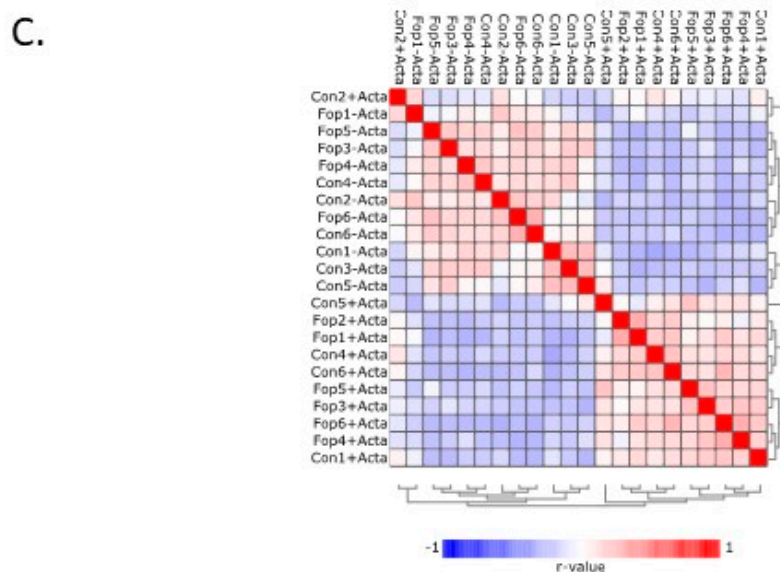 C.
Con2+Acta
Fop1-Acta
Fop5-Acta
Fop3-Acta
Fop4-Acta
Con4-Acta
Con2-Acta
Fop6-Acta
Con6-Acta
Con1-Acta
Con3-Acta
Con5-Acta
Con5+Acta
Fop2+Acta
Fop1+Acta
Con4+Acta
Con6+Acta
Fop5+Acta
Fop3+Acta
Fop6+Acta
Fop4+Acta
Con1+Acta
Con2+Acta
Fop1-Acta
Fop5-Acta
Fop3-Acta
Fop4-Acta
Con4-Acta
Con2-Acta
Fop6-Acta
Con6-Acta
Con1-Acta
Con3-Acta
Con5-Acta
Con5+Acta
Fop2+Acta
Fop1+Acta
Con4+Acta
Con6+Acta
Fop5+Acta
Fop3+Acta
Fop6+Acta
Fop4+Acta
Con1+Acta
-1 1
r-value